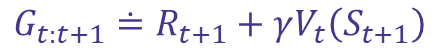 G_{t:t+1} ≐ R_{t+1} + γV_t(S_{t+1})